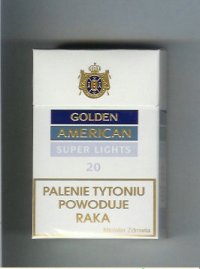 GOLDEN
AMERICAN
SUPER LIGHTS
20
PALENIE TYTONIU
POWODUJE
RAKA
Minister Zdrowia